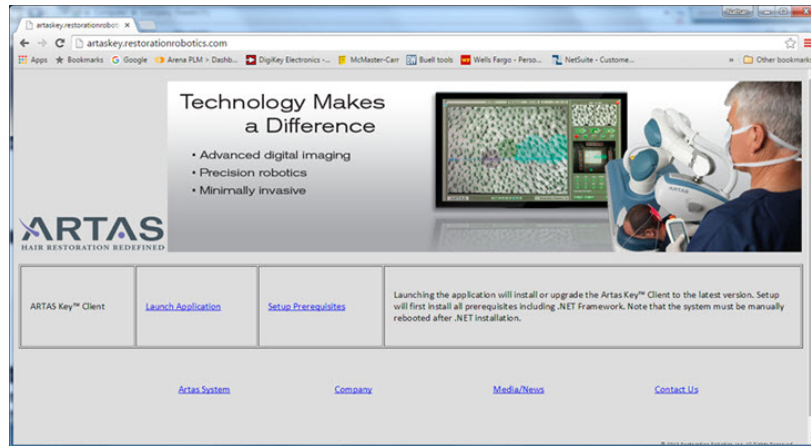 artaskey.restorationrobot:
artaskey.restorationrobotics.com
Apps Bookmarks Google Arena PLM > Dashb... DigiKey Electronics -... McMaster-Carr Buell tools Wells Fargo - Perso... NetSuite - Custome... » Other bookmarks
Technology Makes
a Difference
• Advanced digital imaging
• Precision robotics
• Minimally invasive
ARTAS
ARTAS
HAIR RESTORATION REDEFINED
ARTAS Key™ Client
Launch Application
Setup Prerequisites
Launching the application will install or upgrade the Artas Key™ Client to the latest version. Setup
will first install all prerequisites including .NET Framework. Note that the system must be manually
rebooted after .NET installation.
Artas System Company Media/News Contact Us